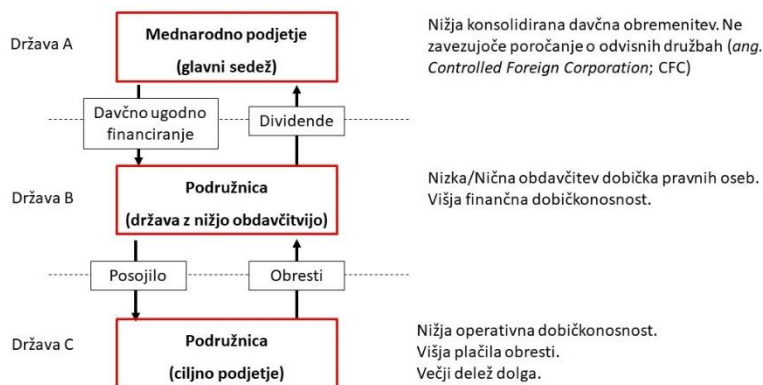 Država A
Mednarodno podjetje
(glavni sedež)
Nižja konsolidirana davčna obremenitev. Ne
zavezujoče poročanje o odvisnih družbah (ang.
Controlled Foreign Corporation; CFC)
Davčno ugodno
financiranje
Dividende
Država B
Podružnica
(država z nižjo obdavčitvijo)
Nizka/Nična obdavčitev dobička pravnih oseb.
Višja finančna dobičkonosnost.
Posojilo
Obresti
Država C
Podružnica
(ciljno podjetje)
Nižja operativna dobičkonosnost.
Višja plačila obresti.
Večji delež dolga.